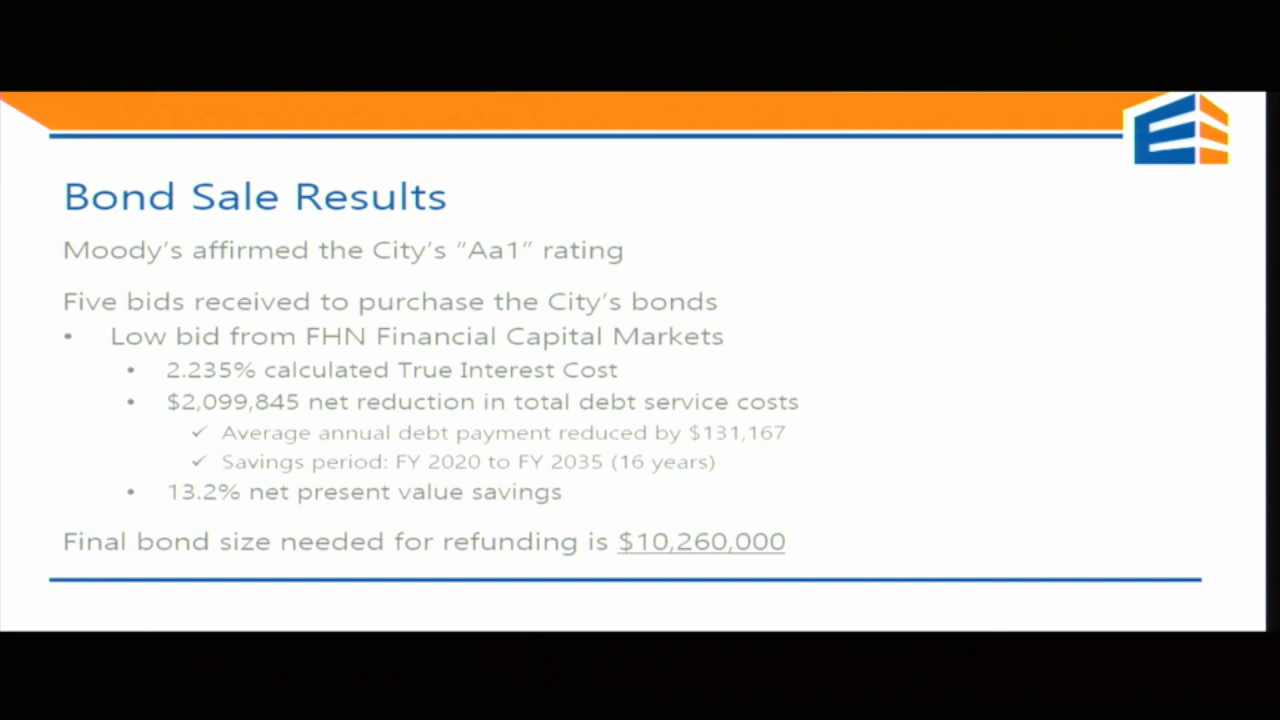 Bond Sale Results
Moody's affirmed the City's "Aa1" rating
Five bids received to purchase the City's bonds
• Low bid from FHN Financial Capital Markets
• 2.235% calculated True Interest Cost
• $2,099,845 net reduction in total debt service costs
✓ Average annual debt payment reduced by $131,167
✓ Savings period: FY 2020 to FY 2035 (16 years)
• 13.2% net present value savings
Final bond size needed for refunding is $10,260,000